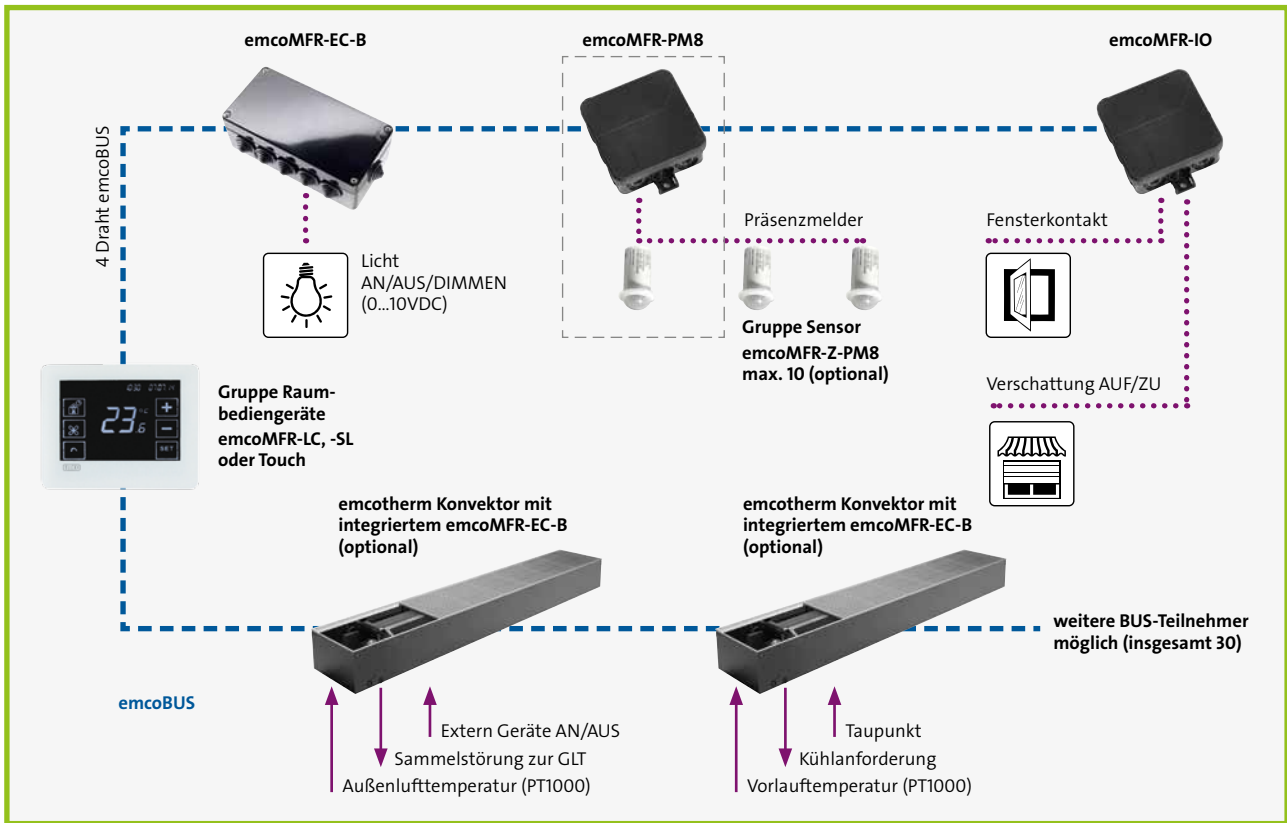 emcoMFR-EC-B
emcoMFR-PM8
emcoMFR-IO
4 Draht emcoBUS
Licht
AN/AUS/DIMMEN
(0...10VDC)
Präsenzmelder
Gruppe Sensor
emcoMFR-Z-PM8
max. 10 (optional)
Fensterkontakt
Verschattung AUF/ZU
23.6 °C
SET
Gruppe Raum-
bediengeräte
emcoMFR-LC, -SL
oder Touch
emcotherm Konvektor mit
integriertem emcoMFR-EC-B
(optional)
emcotherm Konvektor mit
integriertem emcoMFR-EC-B
(optional)
weitere BUS-Teilnehmer
möglich (insgesamt 30)
emcoBUS
Extern Geräte AN/AUS
Sammelstörung zur GLT
Außenlufttemperatur (PT1000)
Taupunkt
Kühlanforderung
Vorlauftemperatur (PT1000)